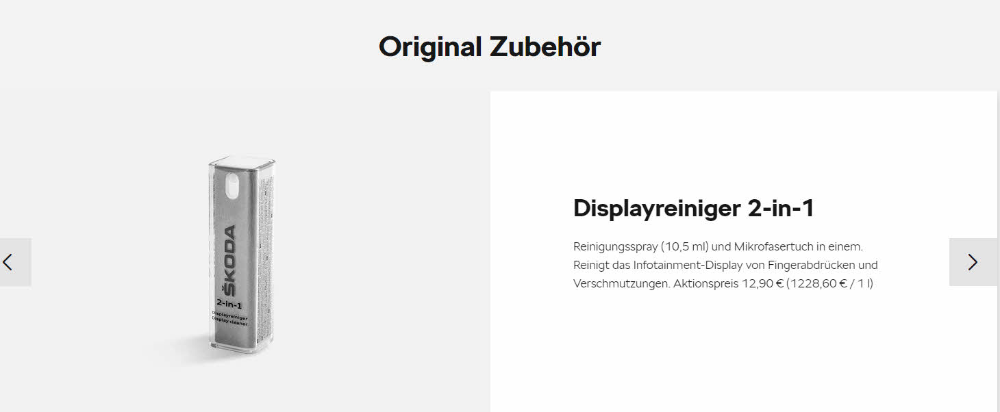 Original Zubehör
ŠKODA
2-in-1
Displayreiniger
Display cleaner
Displayreiniger 2-in-1
Reinigungsspray (10,5 ml) und Mikrofasertuch in einem.
Reinigt das Infotainment-Display von Fingerabdrücken und
Verschmutzungen. Aktionspreis 12,90 € (1228,60 € / 1 l)